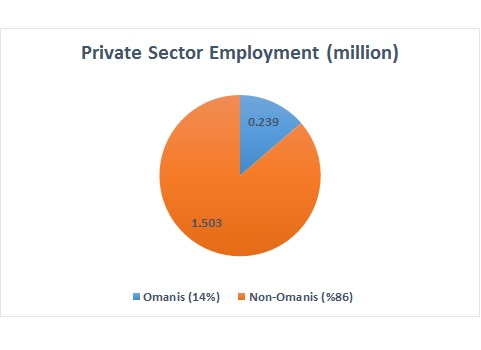 Private Sector Employment (million)
0.239
1.503
Omanis (14%) Non-Omanis (%86)